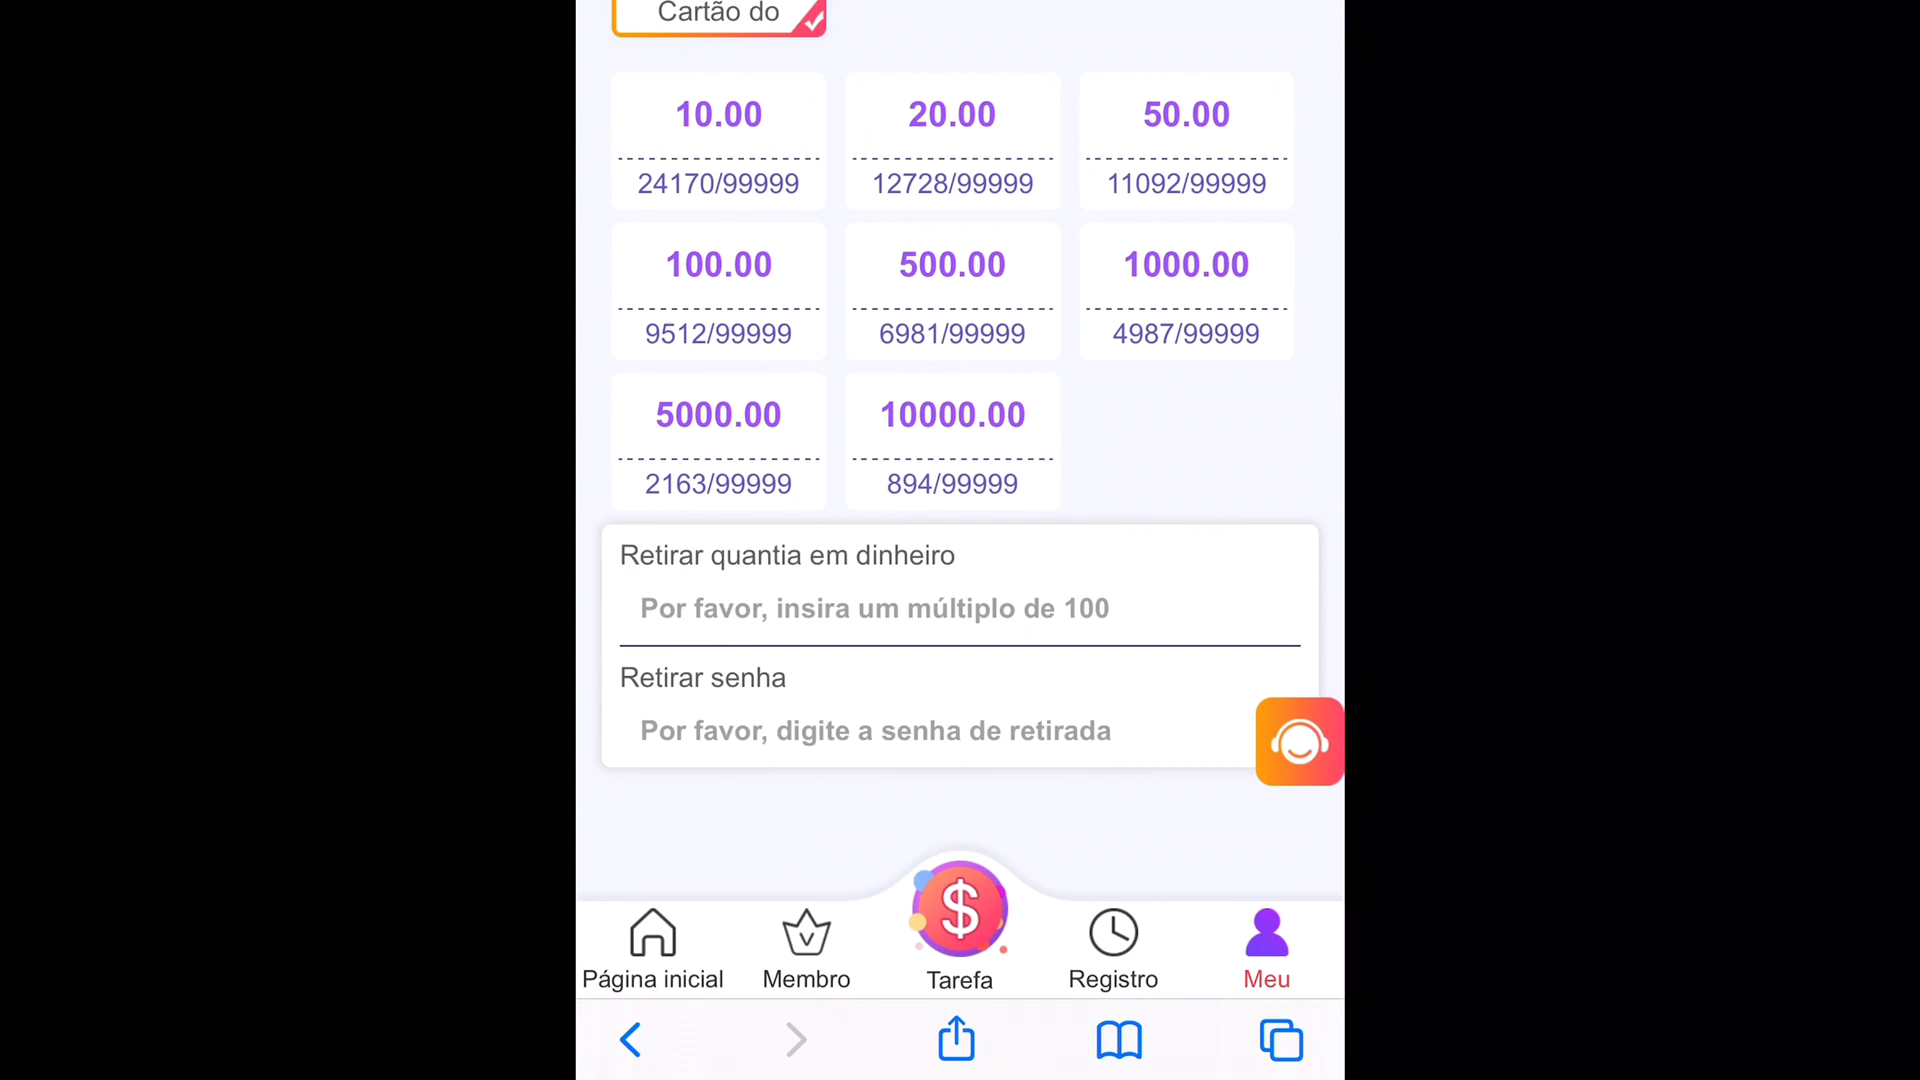 Cartão do
10.00
20.00
50.00
24170/99999
12728/99999
11092/99999
100.00
500.00
1000.00
9512/99999
6981/99999
4987/99999
5000.00
10000.00
2163/99999
894/99999
Retirar quantia em dinheiro
Por favor, insira um múltiplo de 100
Retirar senha
Por favor, digite a senha de retirada
Página inicial
Membro
Tarefa
Registro
Meu